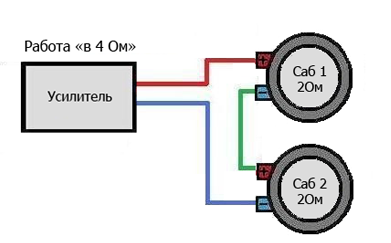 Работа «в 4 Ом»
Усилитель
Саб 1
2Ом
Саб 2
2Ом